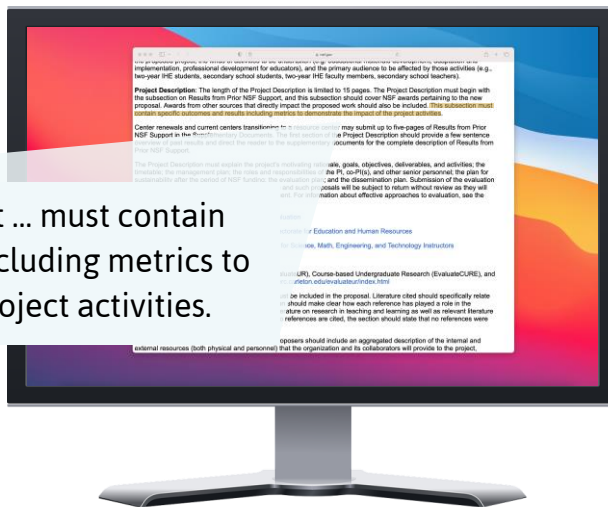 implementation, professional development for educators), and the primary audience to be affected by those activities (e.g.,
two-year IHE students, secondary school students, two-year IHE faculty members, secondary school teachers).
Project Description: The length of the Project Description is limited to 15 pages. The Project Description must begin with
the subsection on Results from Prior NSF Support, and this subsection should cover NSF awards pertaining to the new
proposal. Awards from other sources that directly impact the proposed work should also be included. This subsection must
contain specific outcomes and results including metrics to demonstrate the impact of the project activities.
Center renewals and current centers transitioning to a resource center may submit up to five-pages of Results from Prior
NSF Support in the Supplementary Documents. The first section of the Project Description should provide a few sentence
overview of past results and direct the reader to the supplementary documents for the complete description of Results from
Prior NSF Support.
The Project Description must explain the project's motivating rationale, goals, objectives, deliverables, and activities; the
timetable; the management plan; the roles and responsibilities of the PI, co-PI(s), and other senior personnel; the plan for
sustainability after the period of NSF funding; the evaluation plan; and the dissemination plan. Submission of the evaluation
and such proposals will be subject to return without review as they will
For information about effective approaches to evaluation, see the
t ... must contain
cluding metrics to
oject activities.
for Education and Human Resources
Science, Math, Engineering, and Technology Instructors
Course-based Undergraduate Research (EvaluateCURE), and
.carleton.edu/evaluateur/index.html
be included in the proposal. Literature cited should specifically relate
should make clear how each reference has played a role in the
literature on research in teaching and learning as well as relevant literature
references are cited, the section should state that no references were
proposers should include an aggregated description of the internal and
external resources (both physical and personnel) that the organization and its collaborators will provide to the project,